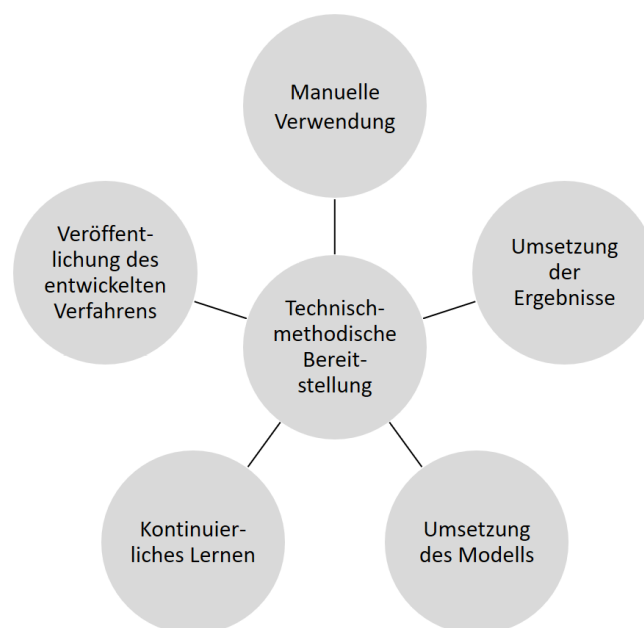 Manuelle
Verwendung
Veröffent-
lichung des
entwickelten
Verfahrens
Umsetzung
der
Ergebnisse
Technisch-
methodische
Bereit-
stellung
Kontinuier-
liches Lernen
Umsetzung
des Modells